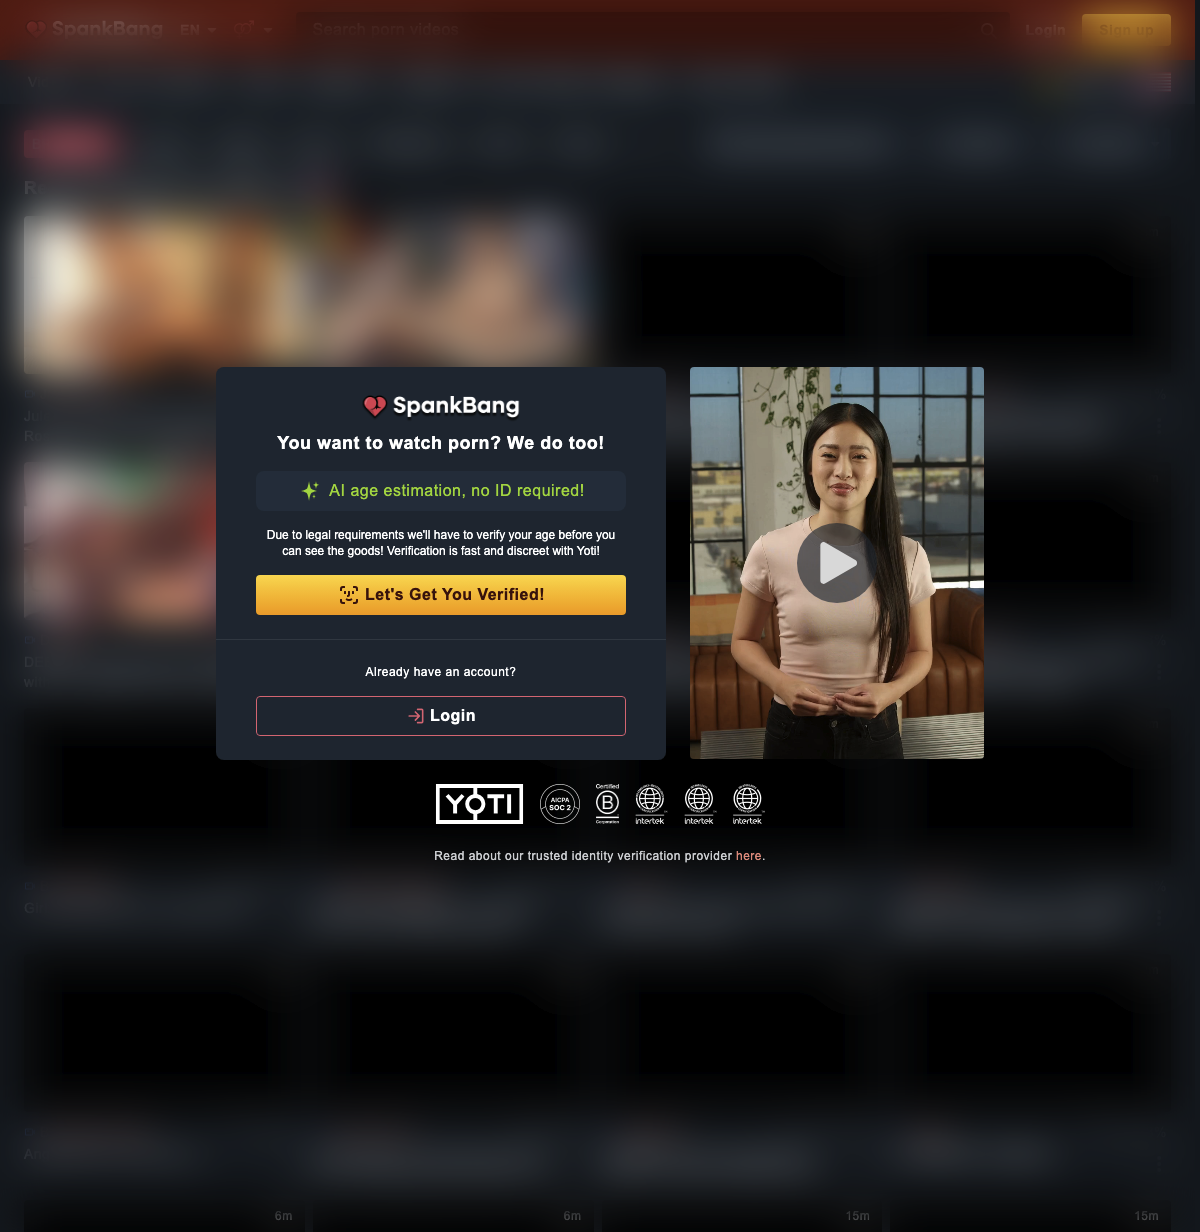 SpankBang
EN
Search porn videos
Login
Sign up
SpankBang
You want to watch porn? We do too!
AI age estimation, no ID required!
Due to legal requirements we'll have to verify your age before you
can see the goods! Verification is fast and discreet with Yoti!
Let's Get You Verified!
Already have an account?
Login
YOTI
AICPA
SOC 2
Certified
B
Corporation
intertek
intertek
intertek
Read about our trusted identity verification provider here.
6m
6m
15m
15m